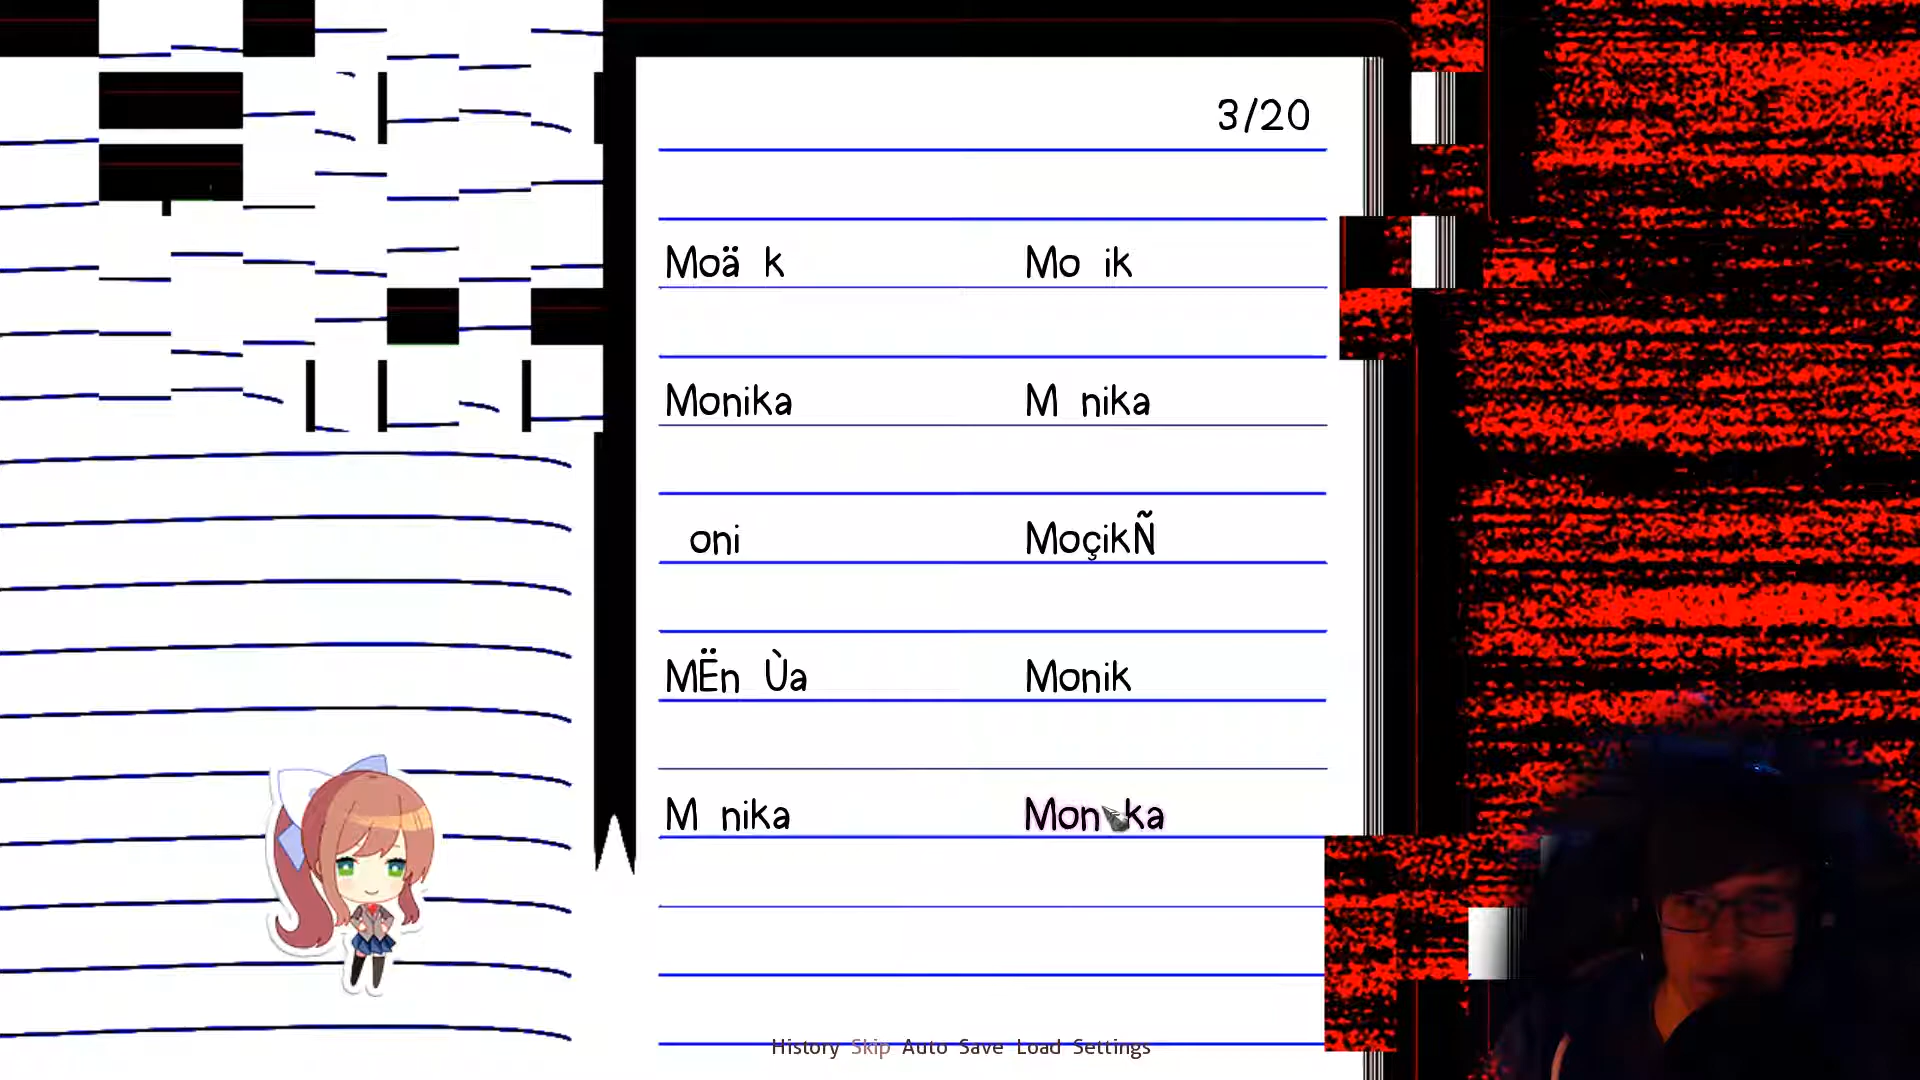 3/20
Moä k Mo ik
Monika M nika
oni MoçikÑ
MËn Ùa Monik
M nika Mon ka
History Skip Auto Save Load Settings